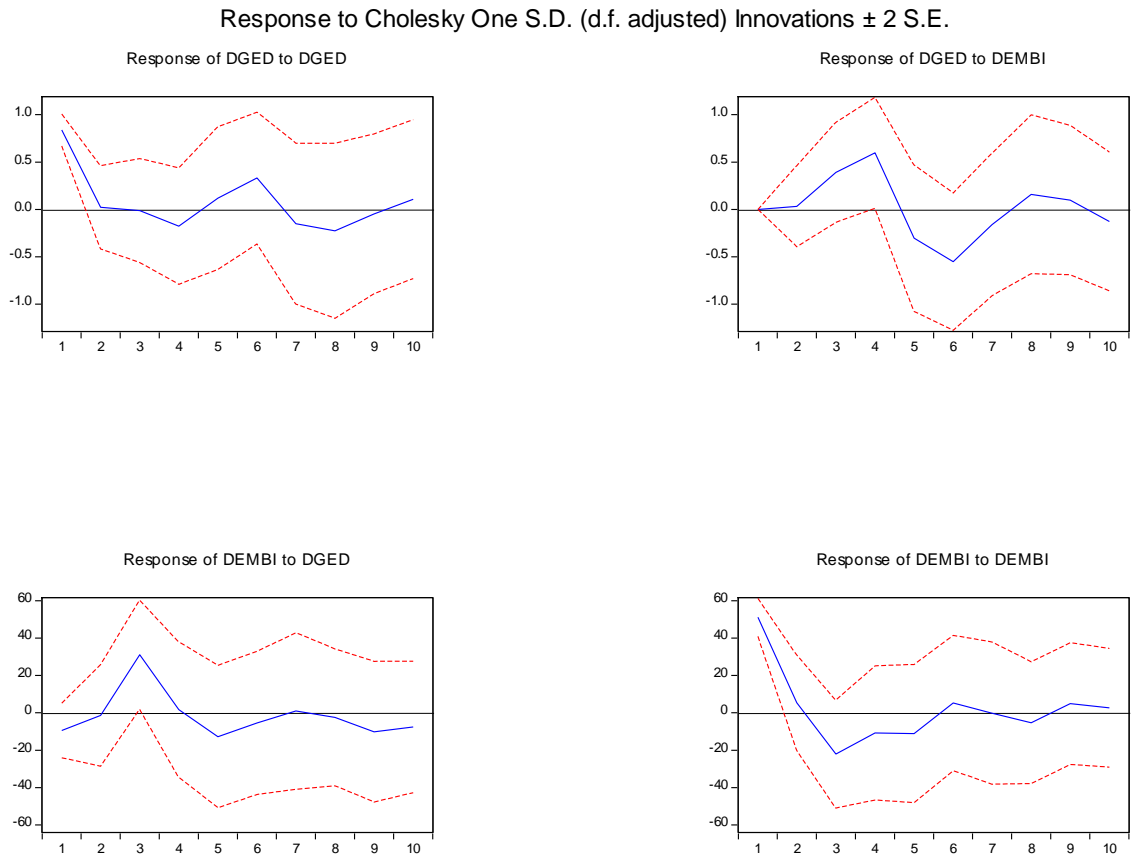 Response to Cholesky One S.D. (d.f. adjusted) Innovations ± 2 S.E.
Response of DGED to DGED
1.0
0.5
0.0
-0.5
-1.0
1 2 3 4 5 6 7 8 9 10
Response of DGED to DEMBI
1.0
0.5
0.0
-0.5
-1.0
1 2 3 4 5 6 7 8 9 10
Response of DEMBI to DGED
60
40
20
0
-20
-40
-60
1 2 3 4 5 6 7 8 9 10
Response of DEMBI to DEMBI
60
40
20
0
-20
-40
-60
1 2 3 4 5 6 7 8 9 10